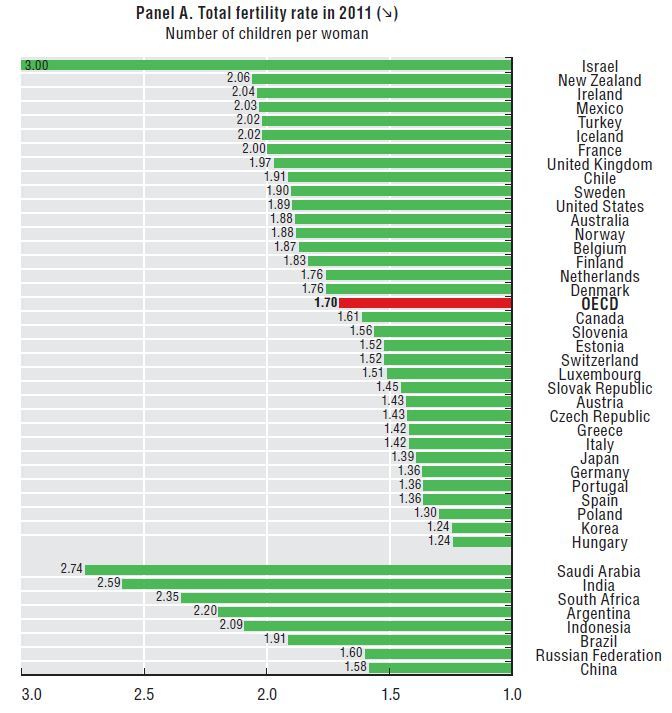 Panel A. Total fertility rate in 2011 (↘)
Number of children per woman
3.00 Israel
2.06 New Zealand
2.04 Ireland
2.03 Mexico
2.02 Turkey
2.02 Iceland
2.00 France
1.97 United Kingdom
1.91 Chile
1.90 Sweden
1.89 United States
1.88 Australia
1.88 Norway
1.87 Belgium
1.83 Finland
1.76 Netherlands
1.76 Denmark
1.70 OECD
1.61 Canada
1.56 Slovenia
1.52 Estonia
1.52 Switzerland
1.51 Luxembourg
1.45 Slovak Republic
1.43 Austria
1.43 Czech Republic
1.42 Greece
1.42 Italy
1.39 Japan
1.36 Germany
1.36 Portugal
1.36 Spain
1.30 Poland
1.24 Korea
1.24 Hungary
2.74 Saudi Arabia
2.59 India
2.35 South Africa
2.20 Argentina
2.09 Indonesia
1.91 Brazil
1.60 Russian Federation
1.58 China
3.0 2.5 2.0 1.5 1.0